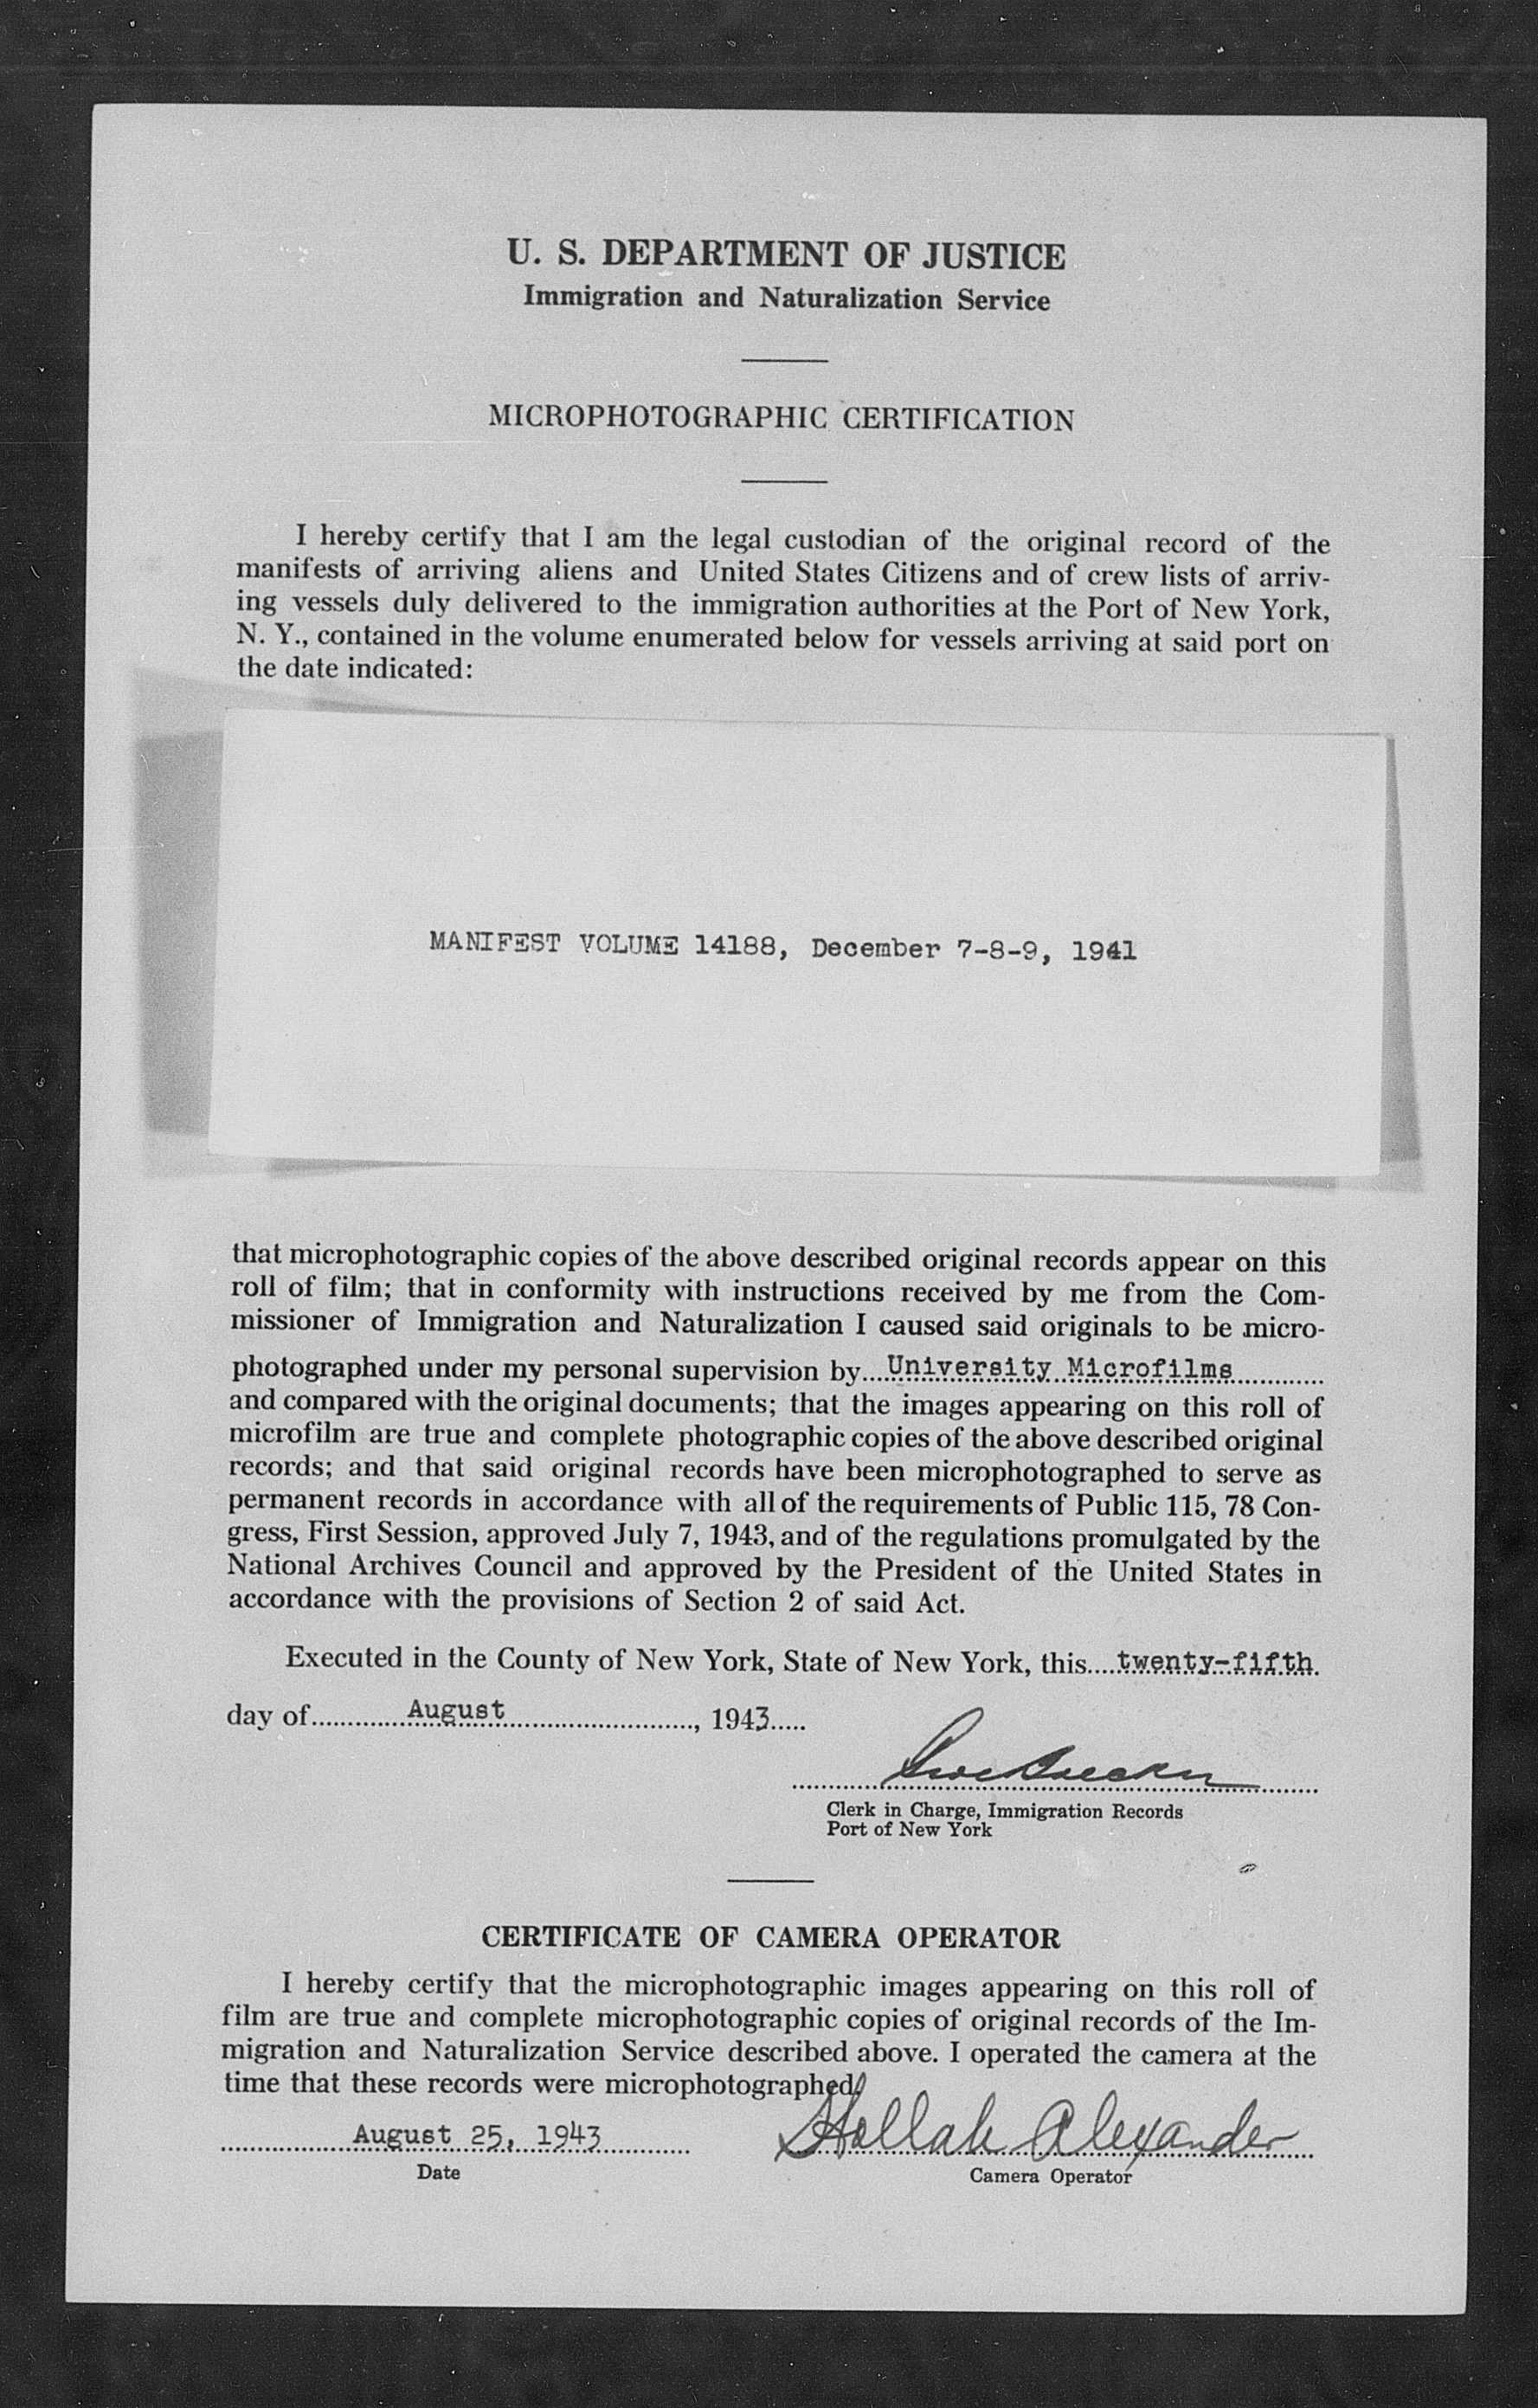 U. S. DEPARTMENT OF JUSTICE
Immigration and Naturalization Service
MICROPHOTOGRAPHIC CERTIFICATION
I hereby certify that I am the legal custodian of the original record of the
manifests of arriving aliens and United States Citizens and of crew lists of arriv-
ing vessels duly delivered to the immigration authorities at the Port of New York,
N. Y., contained in the volume enumerated below for vessels arriving at said port on
the date indicated:
MANIFEST VOLUME 14188, December 7-8-9, 1941
that microphotographic copies of the above described original records appear on this
roll of film; that in conformity with instructions received by me from the Com-
missioner of Immigration and Naturalization I caused said originals to be micro-
photographed under my personal supervision by....University Microfilms............
and compared with the original documents; that the images appearing on this roll of
microfilm are true and complete photographic copies of the above described original
records; and that said original records have been microphotographed to serve as
permanent records in accordance with all of the requirements of Public 115, 78 Con-
gress, First Session, approved July 7, 1943, and of the regulations promulgated by the
National Archives Council and approved by the President of the United States in
accordance with the provisions of Section 2 of said Act.
Executed in the County of New York, State of New York, this....twenty-fifth.
day of.............August............................, 1943.....
Clerk in Charge, Immigration Records
Port of New York
CERTIFICATE OF CAMERA OPERATOR
I hereby certify that the microphotographic images appearing on this roll of
film are true and complete microphotographic copies of original records of the Im-
migration and Naturalization Service described above. I operated the camera at the
time that these records were microphotographed.
August 25, 1943 Hollah Alexander
Date Camera Operator